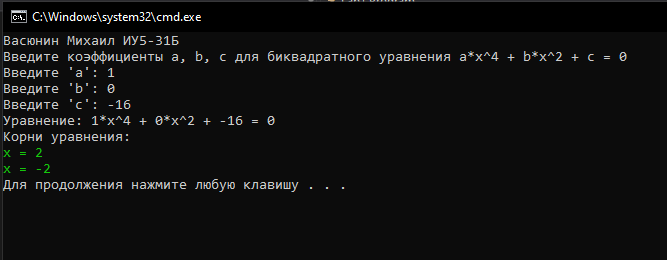 C:\Windows\system32\cmd.exe
Васюнин Михаил ИУ5-31Б
Введите коэффициенты a, b, c для биквадратного уравнения a*x^4 + b*x^2 + c = 0
Введите 'a': 1
Введите 'b': 0
Введите 'c': -16
Уравнение: 1*x^4 + 0*x^2 + -16 = 0
Корни уравнения:
x = 2
x = -2
Для продолжения нажмите любую клавишу . . .